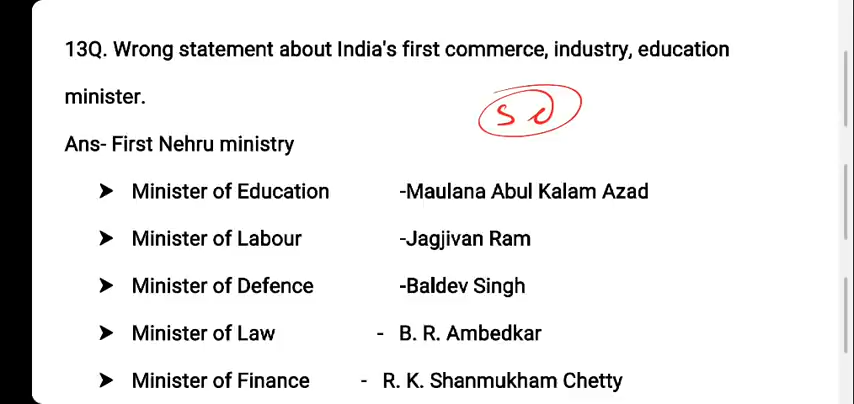 13Q. Wrong statement about India's first commerce, industry, education
minister.
Ans- First Nehru ministry
➤ Minister of Education -Maulana Abul Kalam Azad
➤ Minister of Labour -Jagjivan Ram
➤ Minister of Defence -Baldev Singh
➤ Minister of Law - B. R. Ambedkar
➤ Minister of Finance - R. K. Shanmukham Chetty